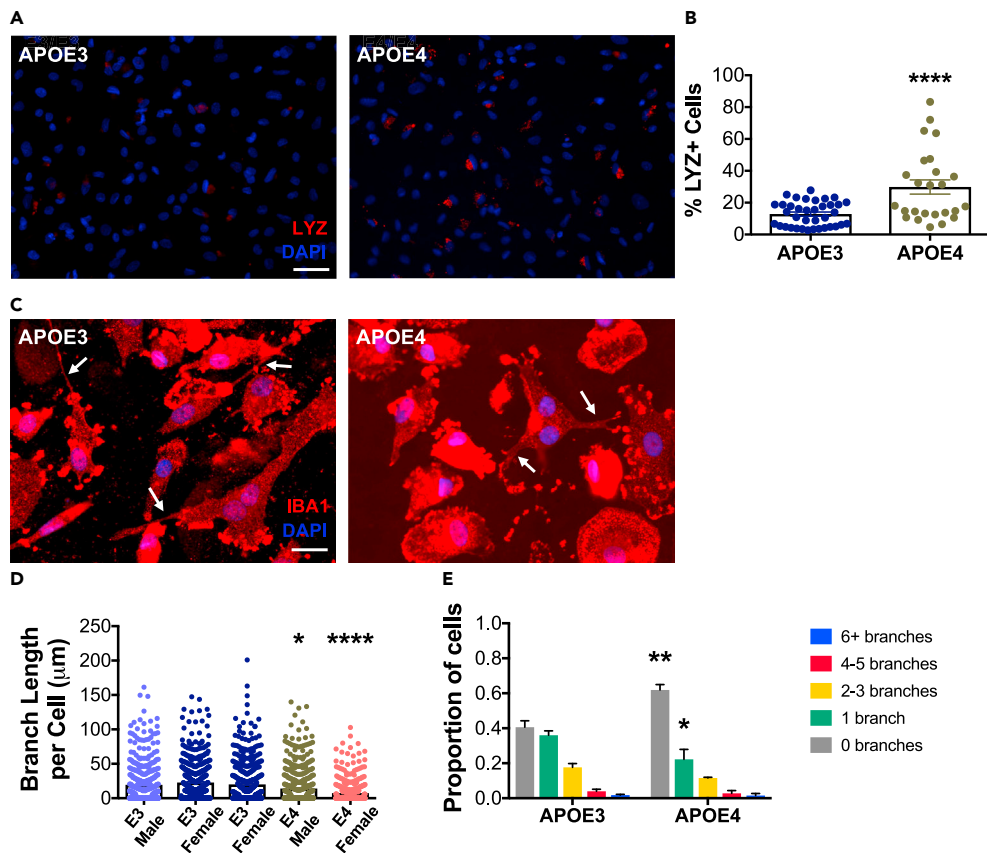 A
APOE3
LYZ
DAPI
APOE4
B
% LYZ+ Cells
100
80
60
40
20
0
****
APOE3
APOE4
C
APOE3
IBA1
DAPI
APOE4
D
Branch Length
per Cell (μm)
250
200
150
100
50
0
*
****
E3
Male
E3
Female
E3
Female
E4
Male
E4
Female
E
Proportion of cells
1.0
0.8
0.6
0.4
0.2
0.0
**
*
APOE3
APOE4
6+ branches
4-5 branches
2-3 branches
1 branch
0 branches